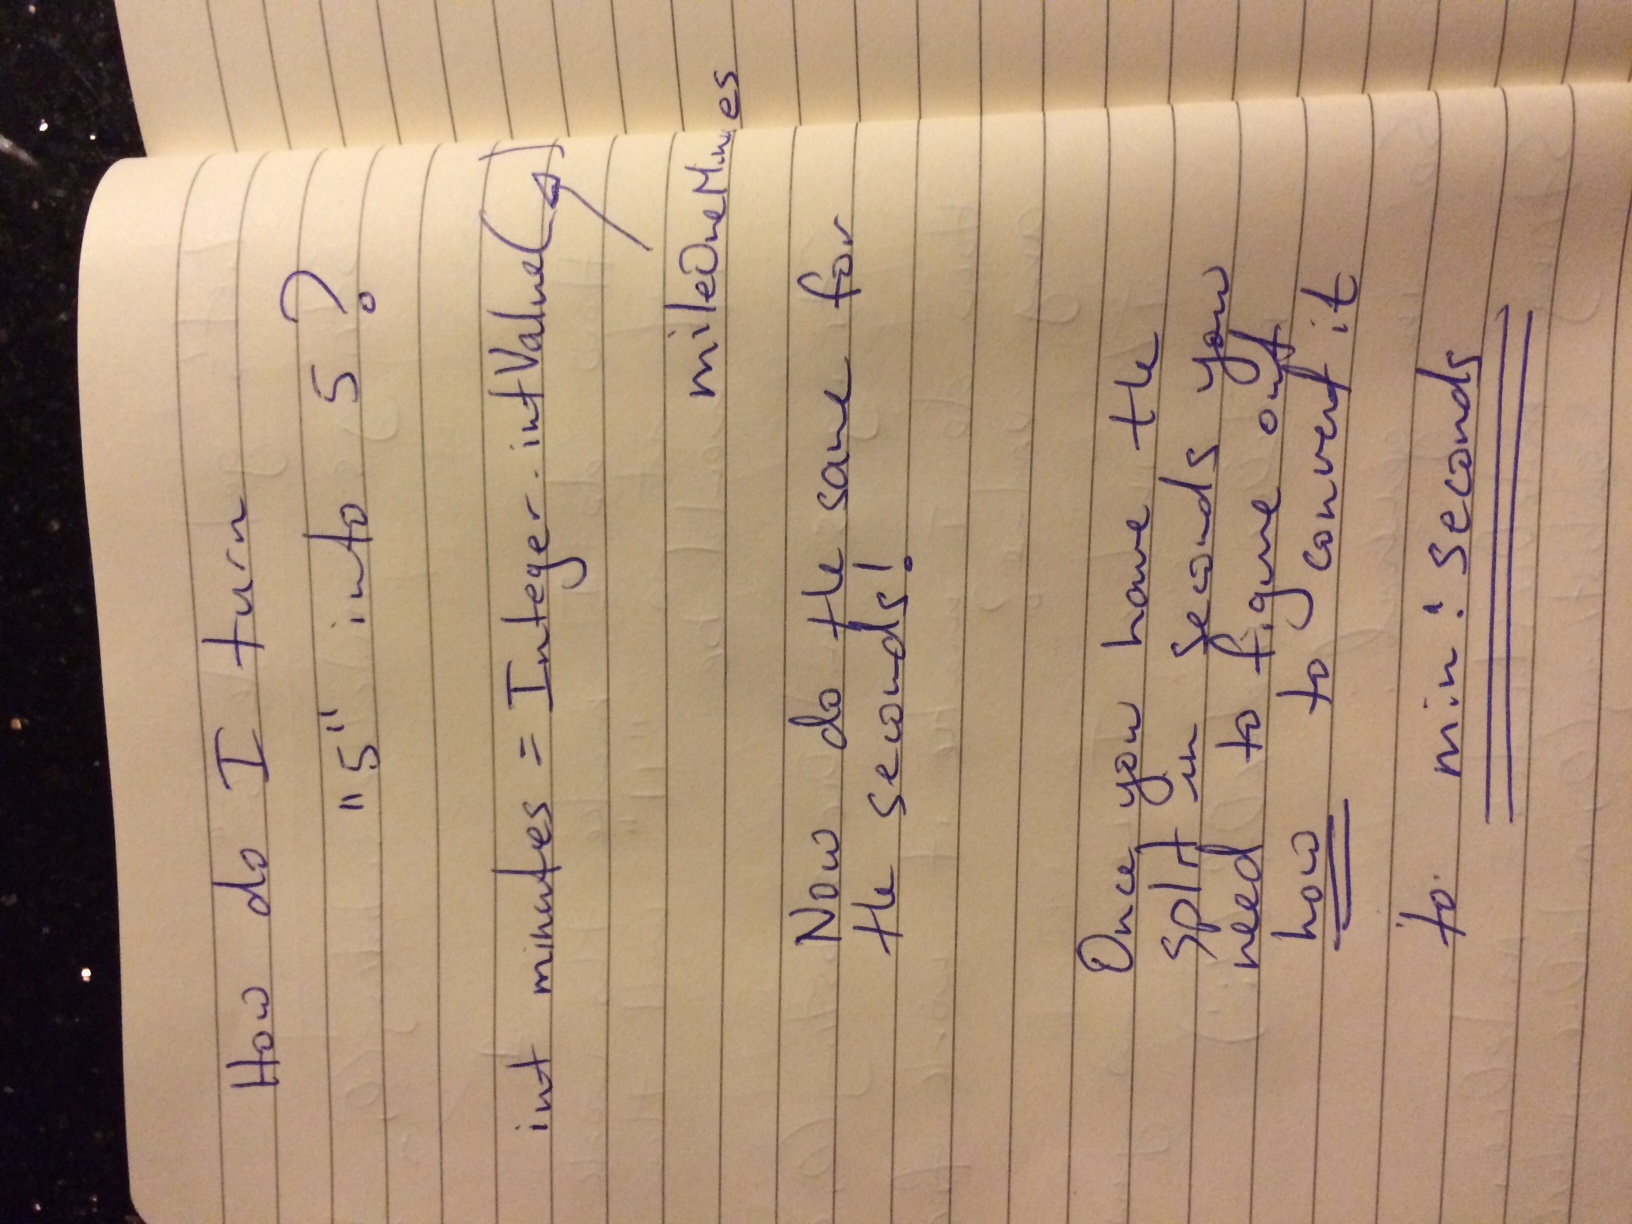 How do I turn
"5" into 5?
int minutes = Integer.intValue( )
mileOneMinutes
Now do the same for
the seconds!
Once you have the
split in seconds you
need to figure out
how to convert it
to min : seconds